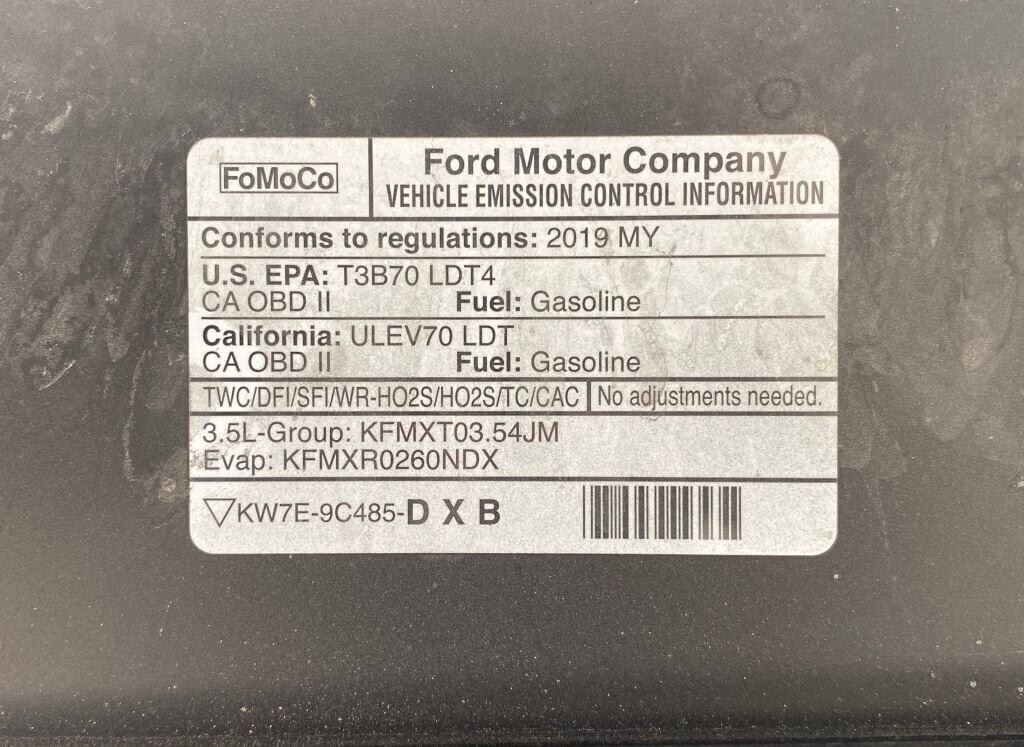 FoMoCo
Ford Motor Company
VEHICLE EMISSION CONTROL INFORMATION
Conforms to regulations: 2019 MY
U.S. EPA: T3B70 LDT4
CA OBD II Fuel: Gasoline
California: ULEV70 LDT
CA OBD II Fuel: Gasoline
TWC/DFI/SFI/WR-HO2S/HO2S/TC/CAC No adjustments needed.
3.5L-Group: KFMXT03.54JM
Evap: KFMXR0260NDX
KW7E-9C485-D X B